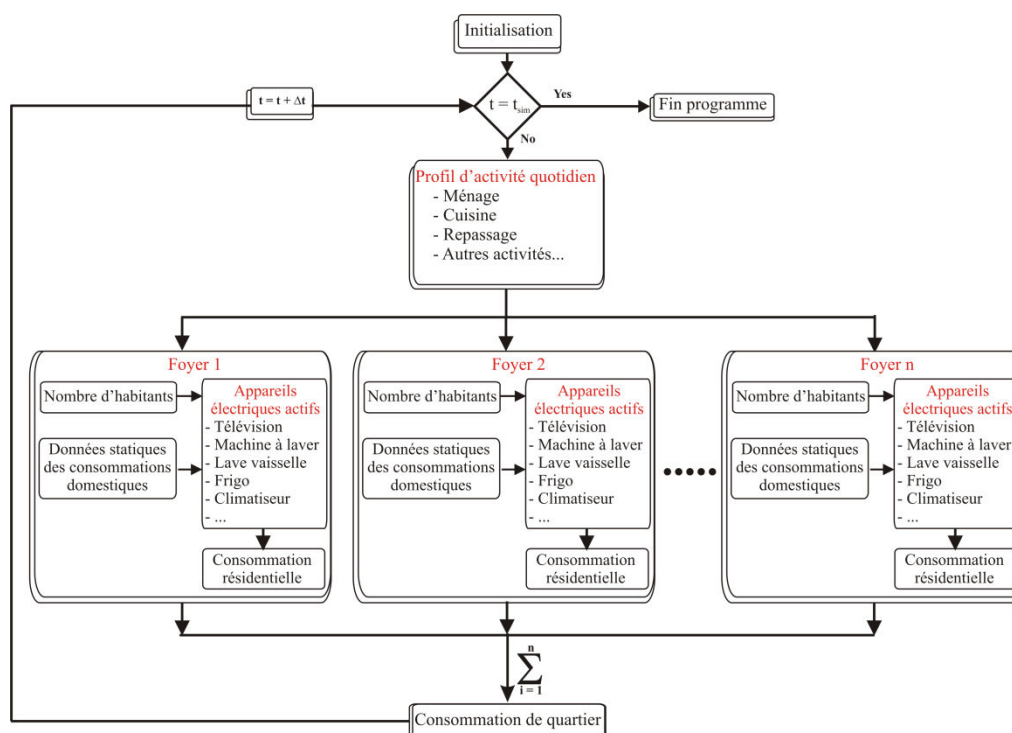 Initialisation
t = t + Δt
t = tsim
Yes
Fin programme
No
Profil d'activité quotidien
- Ménage
- Cuisine
- Repassage
- Autres activités...
Foyer 1
Nombre d'habitants
Données statiques
des consommations
domestiques
Appareils
électriques actifs
- Télévision
- Machine à laver
- Lave vaisselle
- Frigo
- Climatiseur
- ...
Consommation
résidentielle
Foyer 2
Nombre d'habitants
Données statiques
des consommations
domestiques
Appareils
électriques actifs
- Télévision
- Machine à laver
- Lave vaisselle
- Frigo
- Climatiseur
- ...
Consommation
résidentielle
Foyer n
Nombre d'habitants
Données statiques
des consommations
domestiques
Appareils
électriques actifs
- Télévision
- Machine à laver
- Lave vaisselle
- Frigo
- Climatiseur
- ...
Consommation
résidentielle
n
∑
i = 1
Consommation de quartier